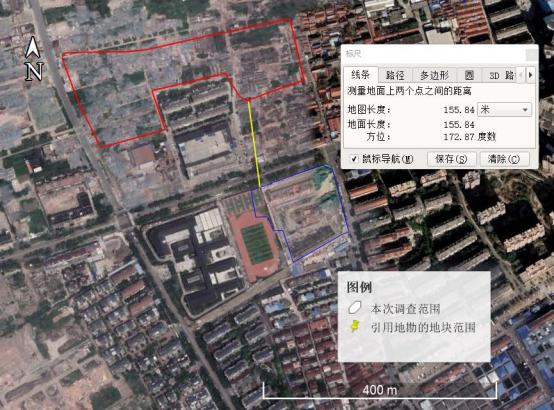 N
标尺
线条 路径 多边形 圆 3D 路
测量地面上两个点之间的距离
地图长度: 155.84 米
地面长度: 155.84
方位: 172.87 度数
鼠标导航(M) 保存(S) 清除(C)
图例
本次调查范围
引用地勘的地块范围
400 m